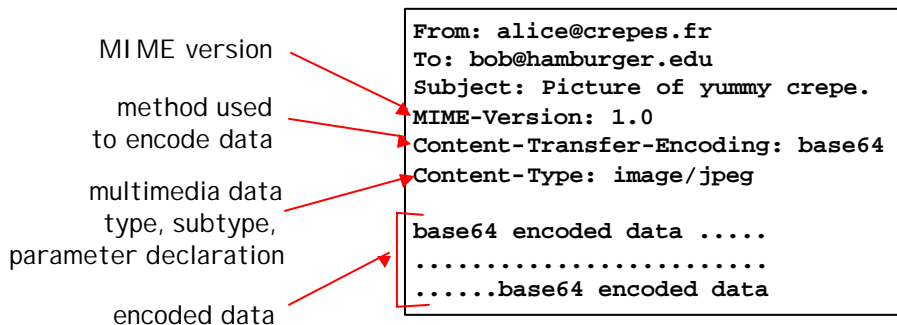 MIME version
method used
to encode data
multimedia data
type, subtype,
parameter declaration
encoded data
From: alice@crepes.fr
To: bob@hamburger.edu
Subject: Picture of yummy crepe.
MIME-Version: 1.0
Content-Transfer-Encoding: base64
Content-Type: image/jpeg
base64 encoded data .....
.........................
......base64 encoded data